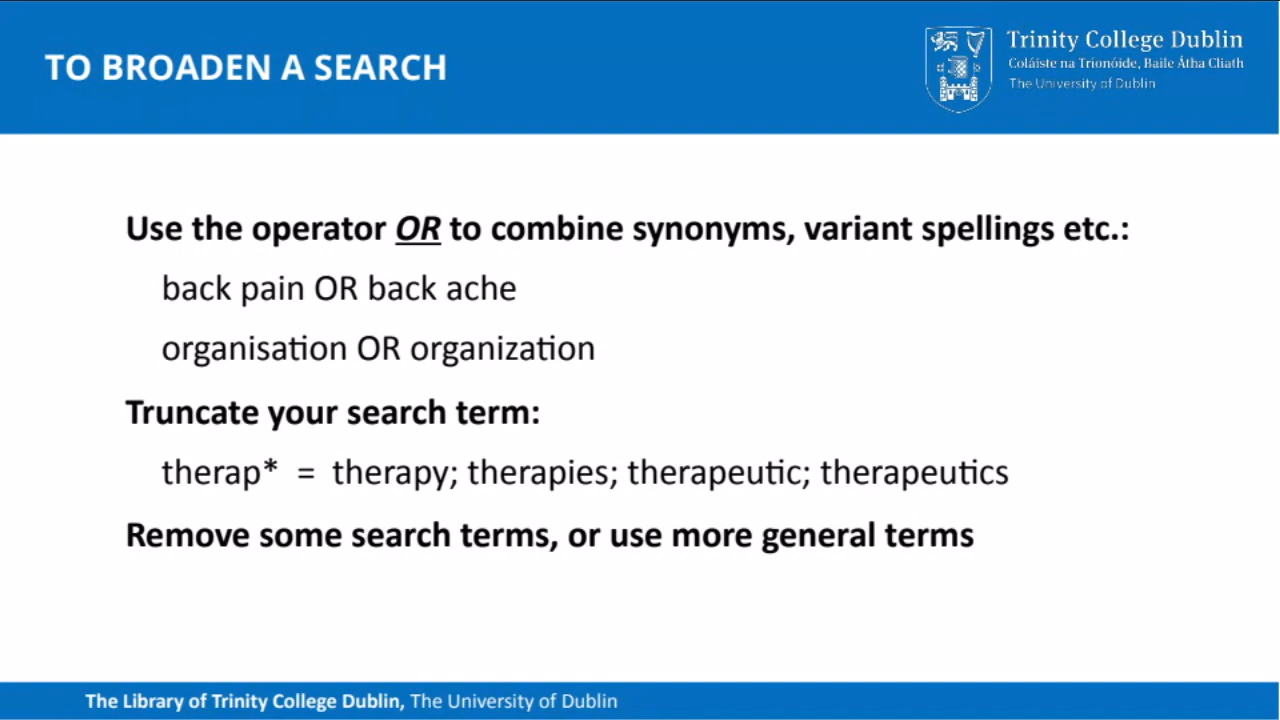 TO BROADEN A SEARCH
Trinity College Dublin
Coláiste na Tríonóide, Baile Átha Cliath
The University of Dublin
Use the operator OR to combine synonyms, variant spellings etc.:
back pain OR back ache
organisation OR organization
Truncate your search term:
therap* = therapy; therapies; therapeutic; therapeutics
Remove some search terms, or use more general terms
The Library of Trinity College Dublin, The University of Dublin